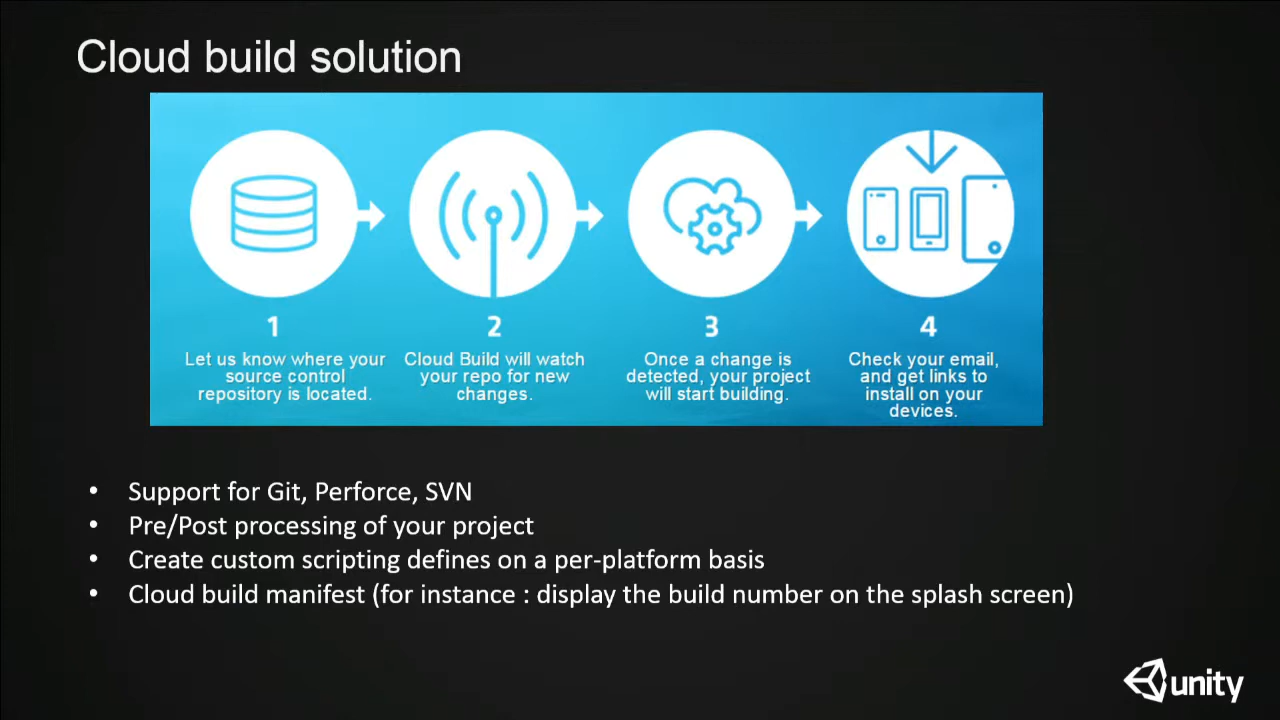 Cloud build solution
1
Let us know where your
source control
repository is located.
2
Cloud Build will watch
your repo for new
changes.
3
Once a change is
detected, your project
will start building.
4
Check your email,
and get links to
install on your
devices.
• Support for Git, Perforce, SVN
• Pre/Post processing of your project
• Create custom scripting defines on a per-platform basis
• Cloud build manifest (for instance : display the build number on the splash screen)
unity